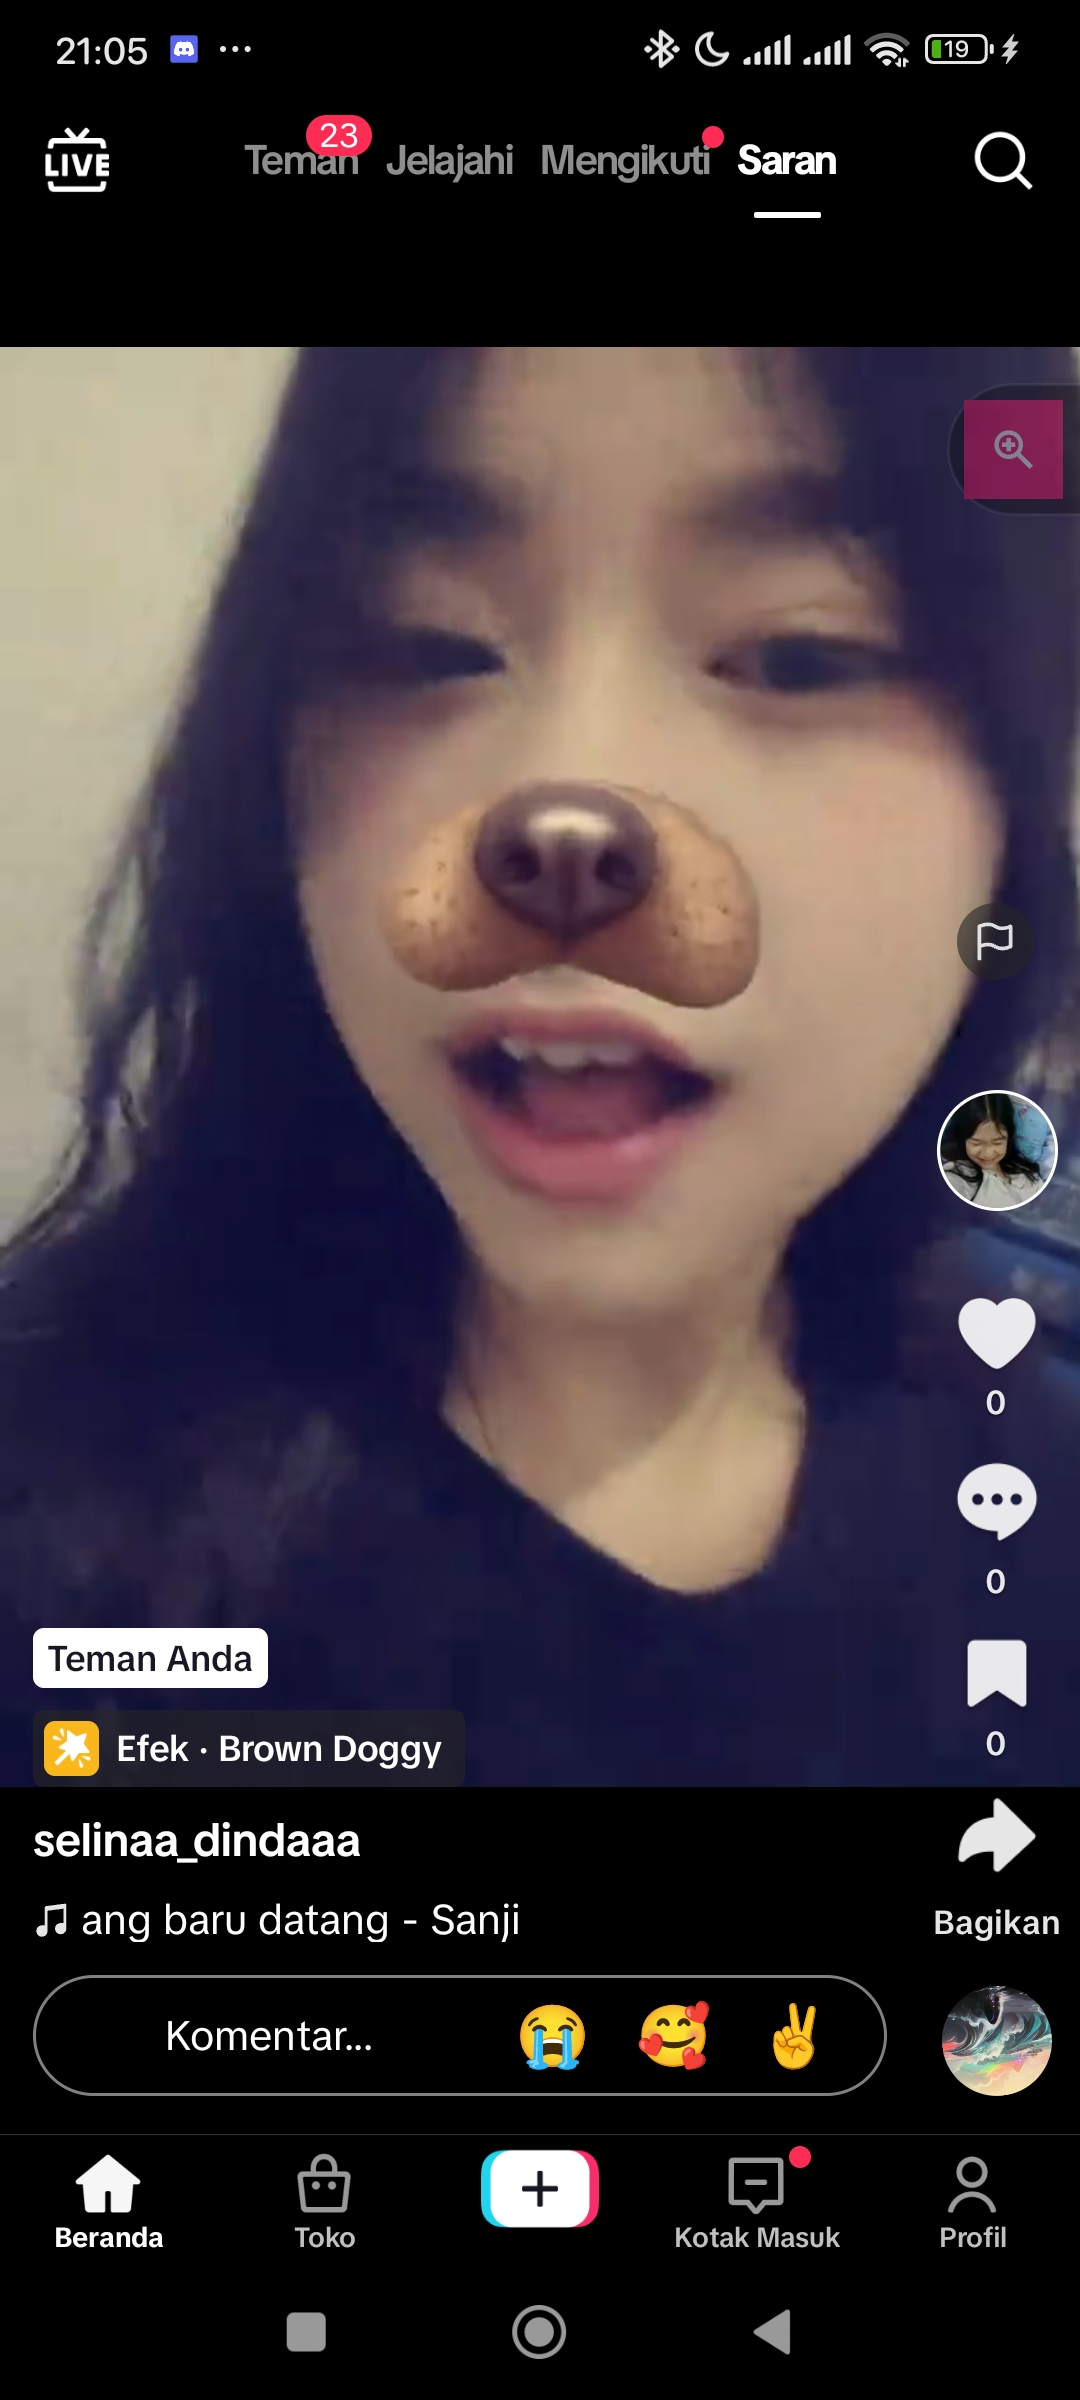 21:05
19
LIVE
Teman
23
Jelajahi
Mengikuti
Saran
0
0
Teman Anda
Efek · Brown Doggy
0
selinaa_dindaaa
ang baru datang - Sanji
Bagikan
Komentar...
Beranda
Toko
Kotak Masuk
Profil